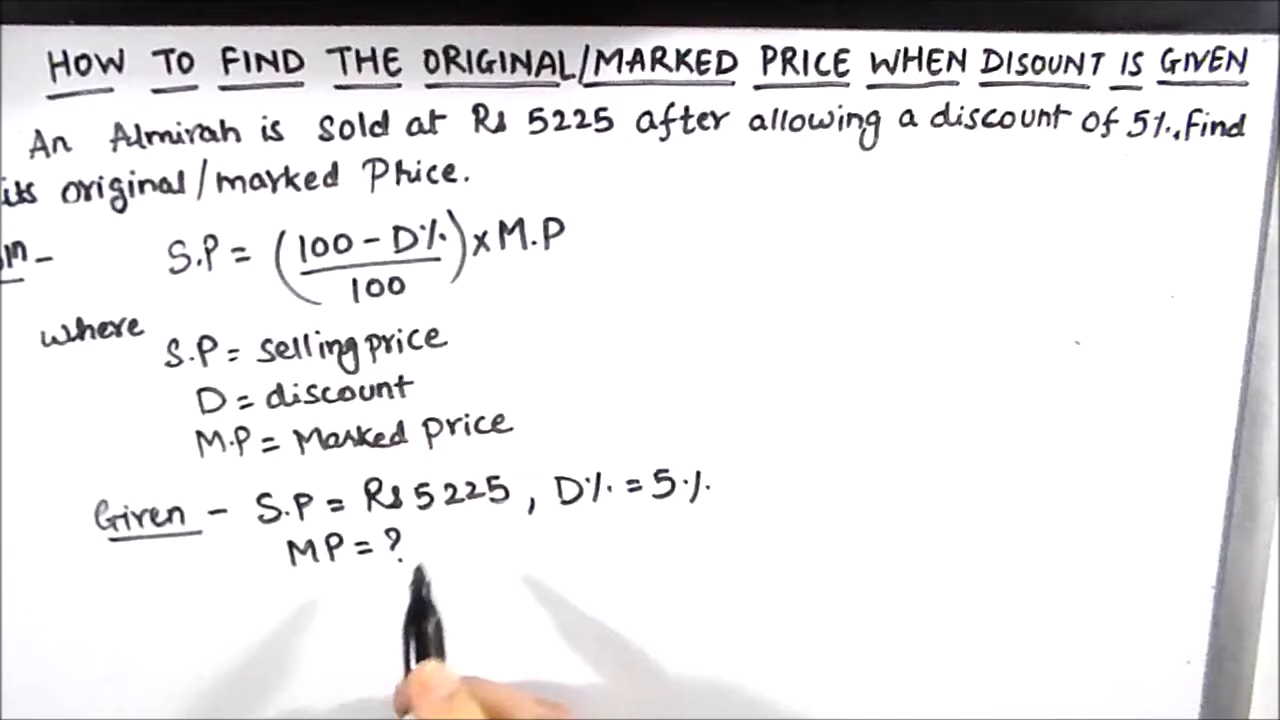 HOW TO FIND THE ORIGINAL/MARKED PRICE WHEN DISOUNT IS GIVEN
An Almirah is sold at Rs 5225 after allowing a discount of 5%. Find
its original/marked Price.
S.P = (100 - D% / 100) x M.P
where
S.P = selling price
D = discount
M.P = Marked price
Given - S.P = Rs 5225, D% = 5%
MP = ?